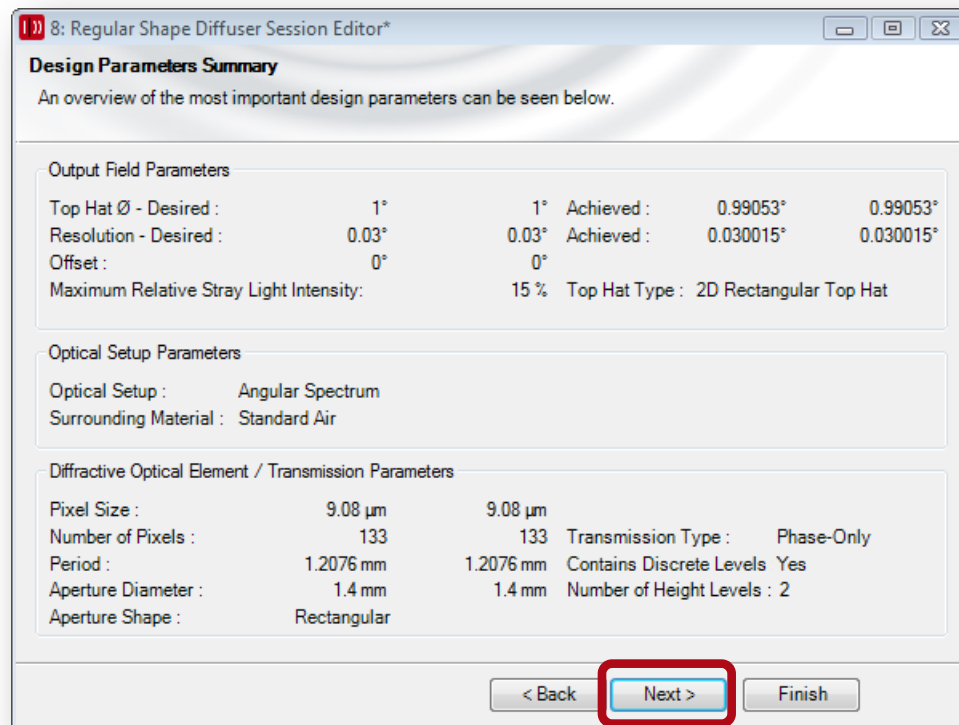 8: Regular Shape Diffuser Session Editor*
Design Parameters Summary
An overview of the most important design parameters can be seen below.
Output Field Parameters
Top Hat Ø - Desired : 1° 1° Achieved : 0.99053° 0.99053°
Resolution - Desired : 0.03° 0.03° Achieved : 0.030015° 0.030015°
Offset : 0° 0°
Maximum Relative Stray Light Intensity: 15 % Top Hat Type : 2D Rectangular Top Hat
Optical Setup Parameters
Optical Setup : Angular Spectrum
Surrounding Material : Standard Air
Diffractive Optical Element / Transmission Parameters
Pixel Size : 9.08 µm 9.08 µm
Number of Pixels : 133 133 Transmission Type : Phase-Only
Period : 1.2076 mm 1.2076 mm Contains Discrete Levels Yes
Aperture Diameter : 1.4 mm 1.4 mm Number of Height Levels : 2
Aperture Shape : Rectangular
< Back Next > Finish